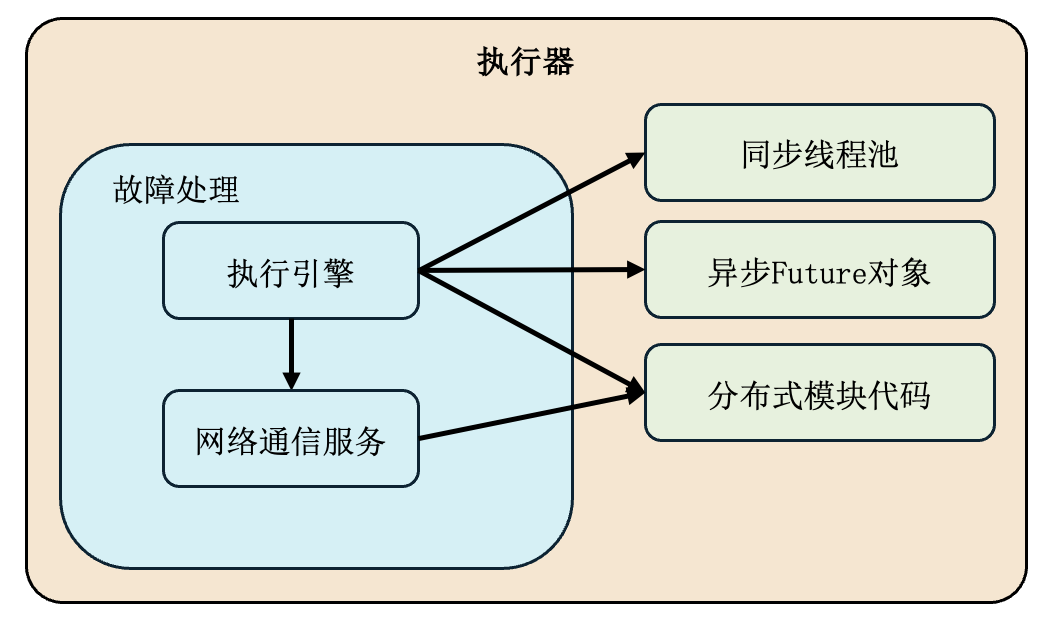 执行器
故障处理
执行引擎
网络通信服务
同步线程池
异步Future对象
分布式模块代码